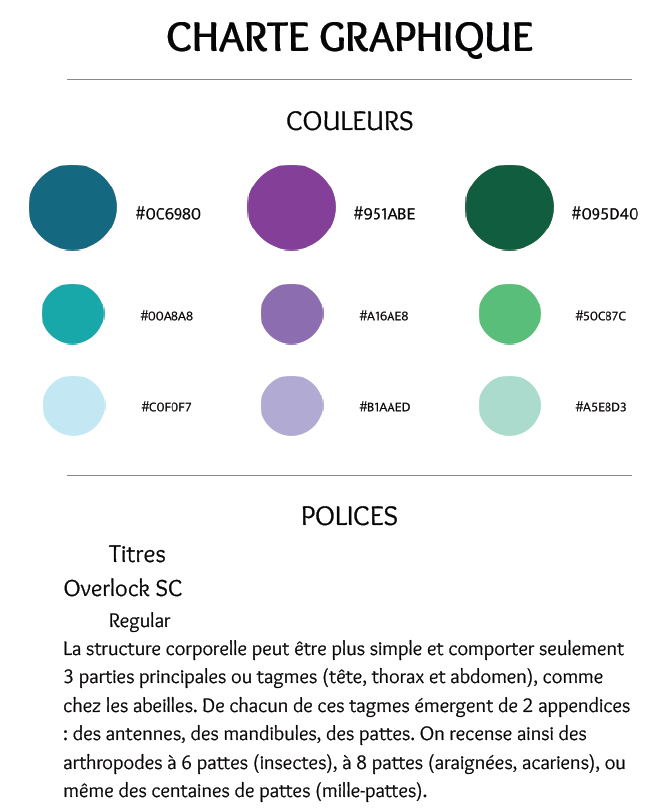 CHARTE GRAPHIQUE
COULEURS
#0C6980
#951ABE
#095D40
#00A8A8
#A16AE8
#50C87C
#C0F0F7
#B1AAED
#A5E8D3
POLICES
Titres
Overlock SC
Regular
La structure corporelle peut être plus simple et comporter seulement
3 parties principales ou tagmes (tête, thorax et abdomen), comme
chez les abeilles. De chacun de ces tagmes émergent de 2 appendices
: des antennes, des mandibules, des pattes. On recense ainsi des
arthropodes à 6 pattes (insectes), à 8 pattes (araignées, acariens), ou
même des centaines de pattes (mille-pattes).